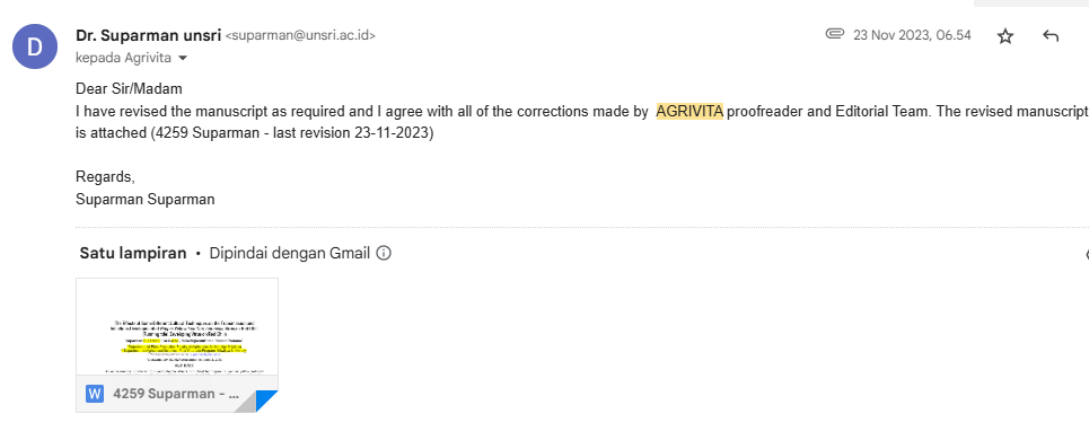 D
Dr. Suparman unsri <suparman@unsri.ac.id>
23 Nov 2023, 06.54
kepada Agrivita
Dear Sir/Madam
I have revised the manuscript as required and I agree with all of the corrections made by AGRIVITA proofreader and Editorial Team. The revised manuscript
is attached (4259 Suparman - last revision 23-11-2023)
Regards,
Suparman Suparman
Satu lampiran • Dipindai dengan Gmail
W 4259 Suparman - ...